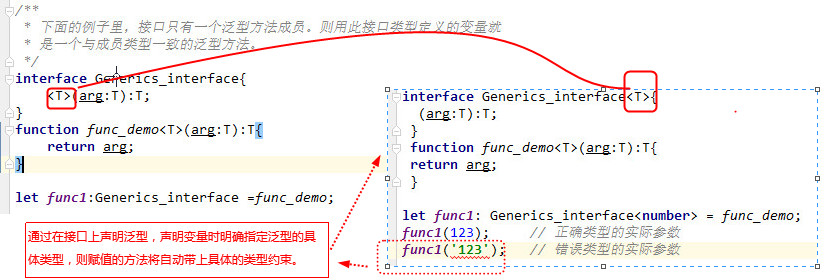 /**
* 下面的例子里，接口只有一个泛型方法成员。则用此接口类型定义的变量就
* 是一个与成员类型一致的泛型方法。
*/
interface Generics_interface{
<T>(arg:T):T;
}
function func_demo<T>(arg:T):T{
return arg;
}
let func1:Generics_interface =func_demo;
通过在接口上声明泛型，声明变量时明确指定泛型的具
体类型，则赋值的方法将自动带上具体的类型约束。
interface Generics_interface<T>{
(arg:T):T;
}
function func_demo<T>(arg:T):T{
return arg;
}
let func1: Generics_interface<number> = func_demo;
func1(123); // 正确类型的实际参数
func1('123'); // 错误类型的实际参数